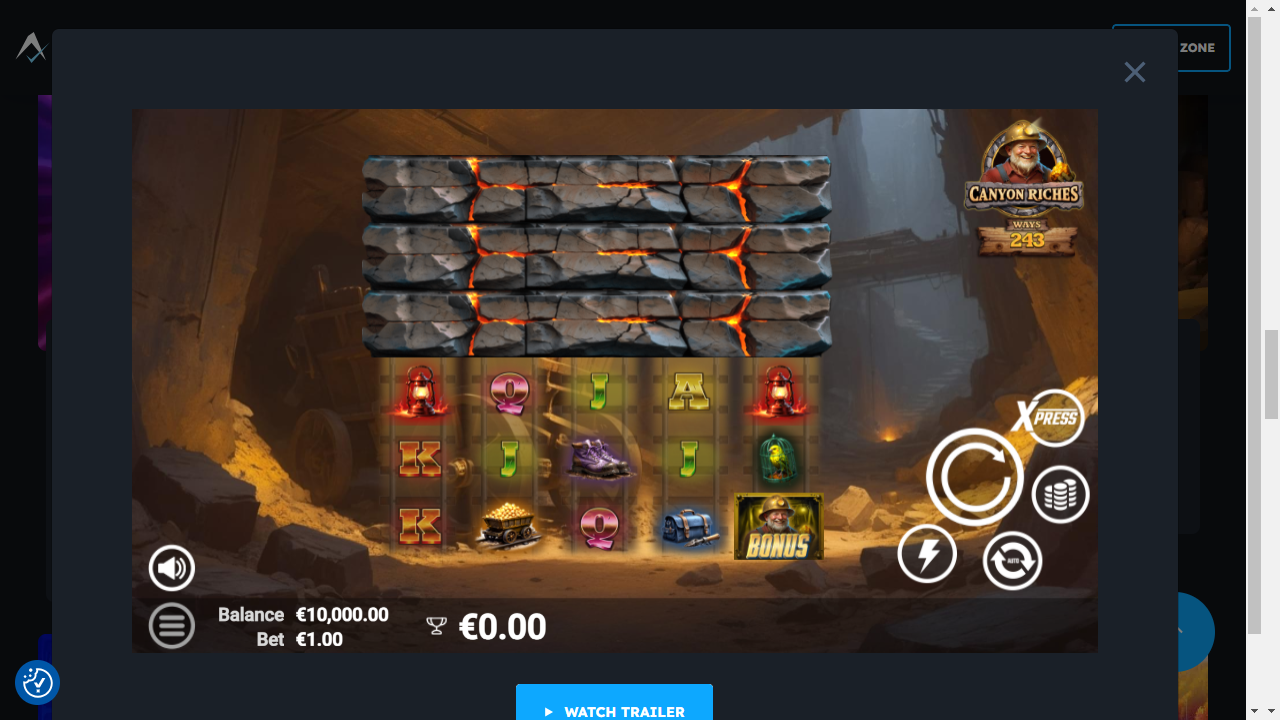 ZONE
CANYON RICHES
WAYS
243
Q J A
K J J
K Q
BONUS
XPRESS
AUTO
Balance €10,000.00
Bet €1.00
€0.00
WATCH TRAILER